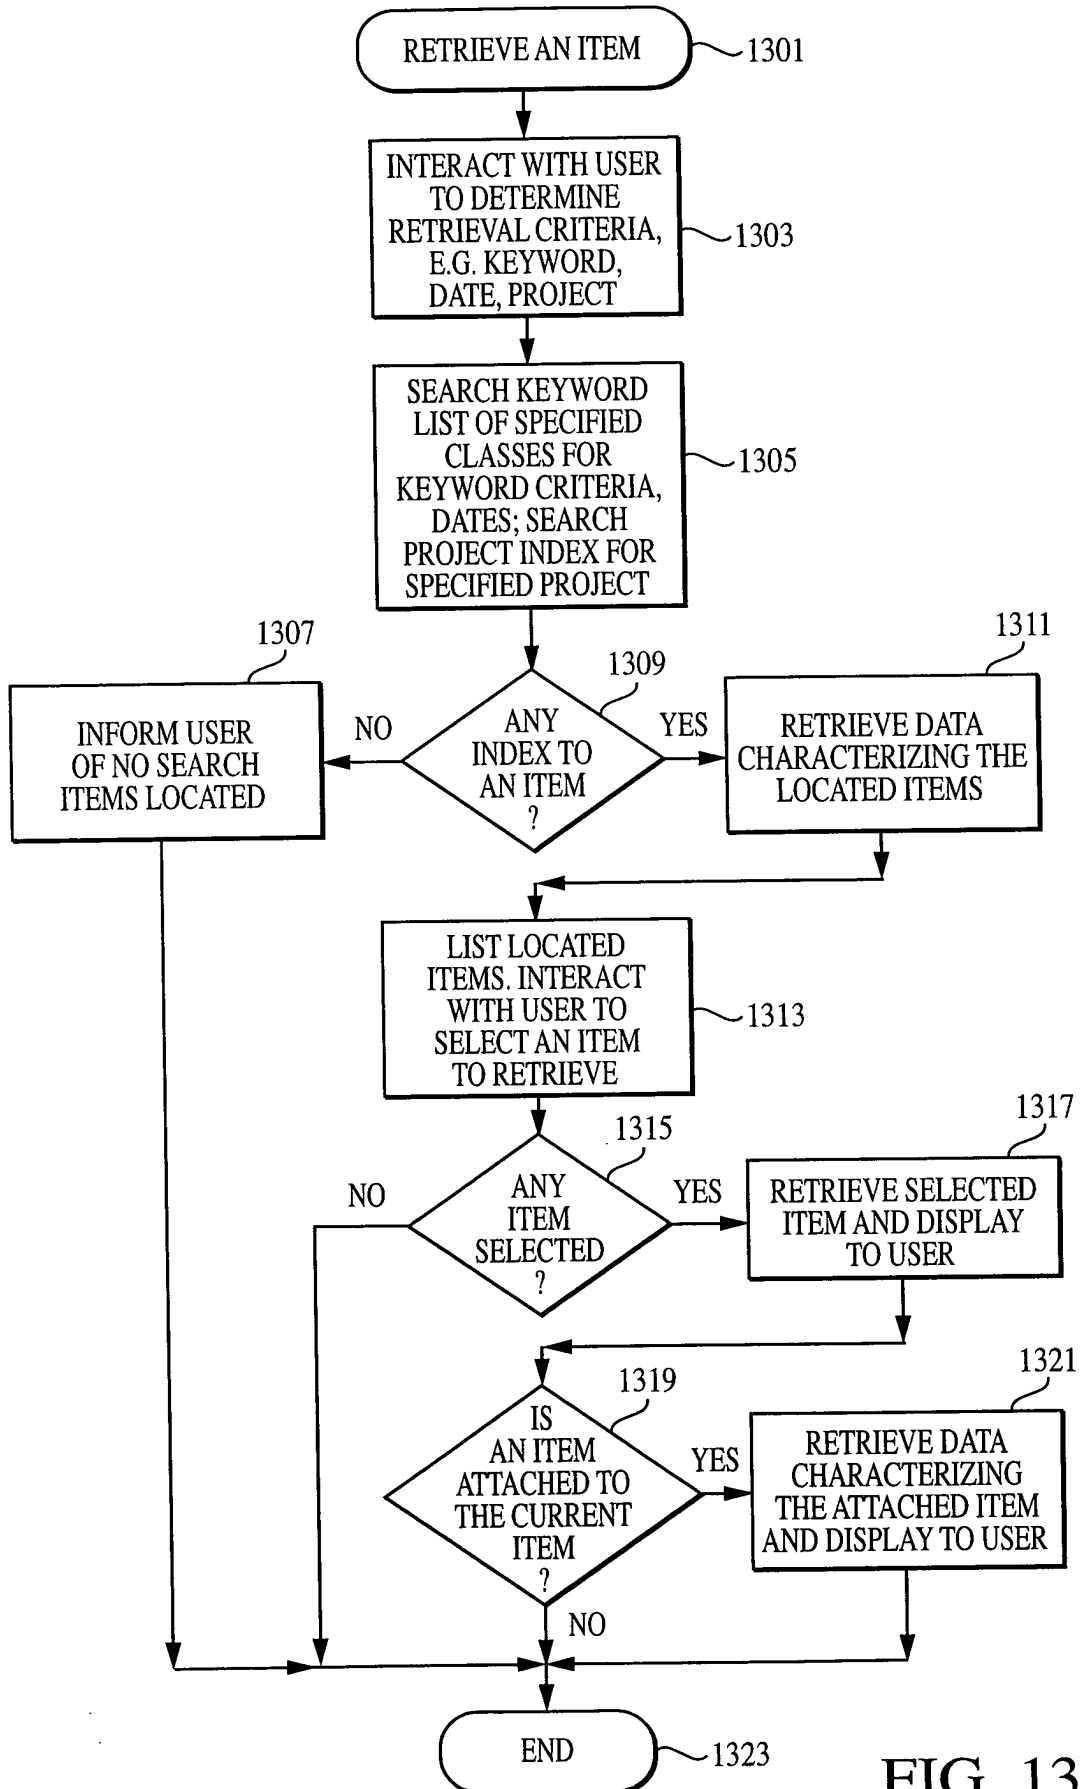 RETRIEVE AN ITEM
1301
INTERACT WITH USER
TO DETERMINE
RETRIEVAL CRITERIA,
E.G. KEYWORD,
DATE, PROJECT
1303
SEARCH KEYWORD
LIST OF SPECIFIED
CLASSES FOR
KEYWORD CRITERIA,
DATES; SEARCH
PROJECT INDEX FOR
SPECIFIED PROJECT
1305
1307
INFORM USER
OF NO SEARCH
ITEMS LOCATED
NO
1309
ANY
INDEX TO
AN ITEM
?
YES
1311
RETRIEVE DATA
CHARACTERIZING THE
LOCATED ITEMS
LIST LOCATED
ITEMS. INTERACT
WITH USER TO
SELECT AN ITEM
TO RETRIEVE
1313
NO
1315
ANY
ITEM
SELECTED
?
YES
1317
RETRIEVE SELECTED
ITEM AND DISPLAY
TO USER
1319
IS
AN ITEM
ATTACHED TO
THE CURRENT
ITEM
?
YES
1321
RETRIEVE DATA
CHARACTERIZING
THE ATTACHED ITEM
AND DISPLAY TO USER
NO
END
1323
FIG. 13